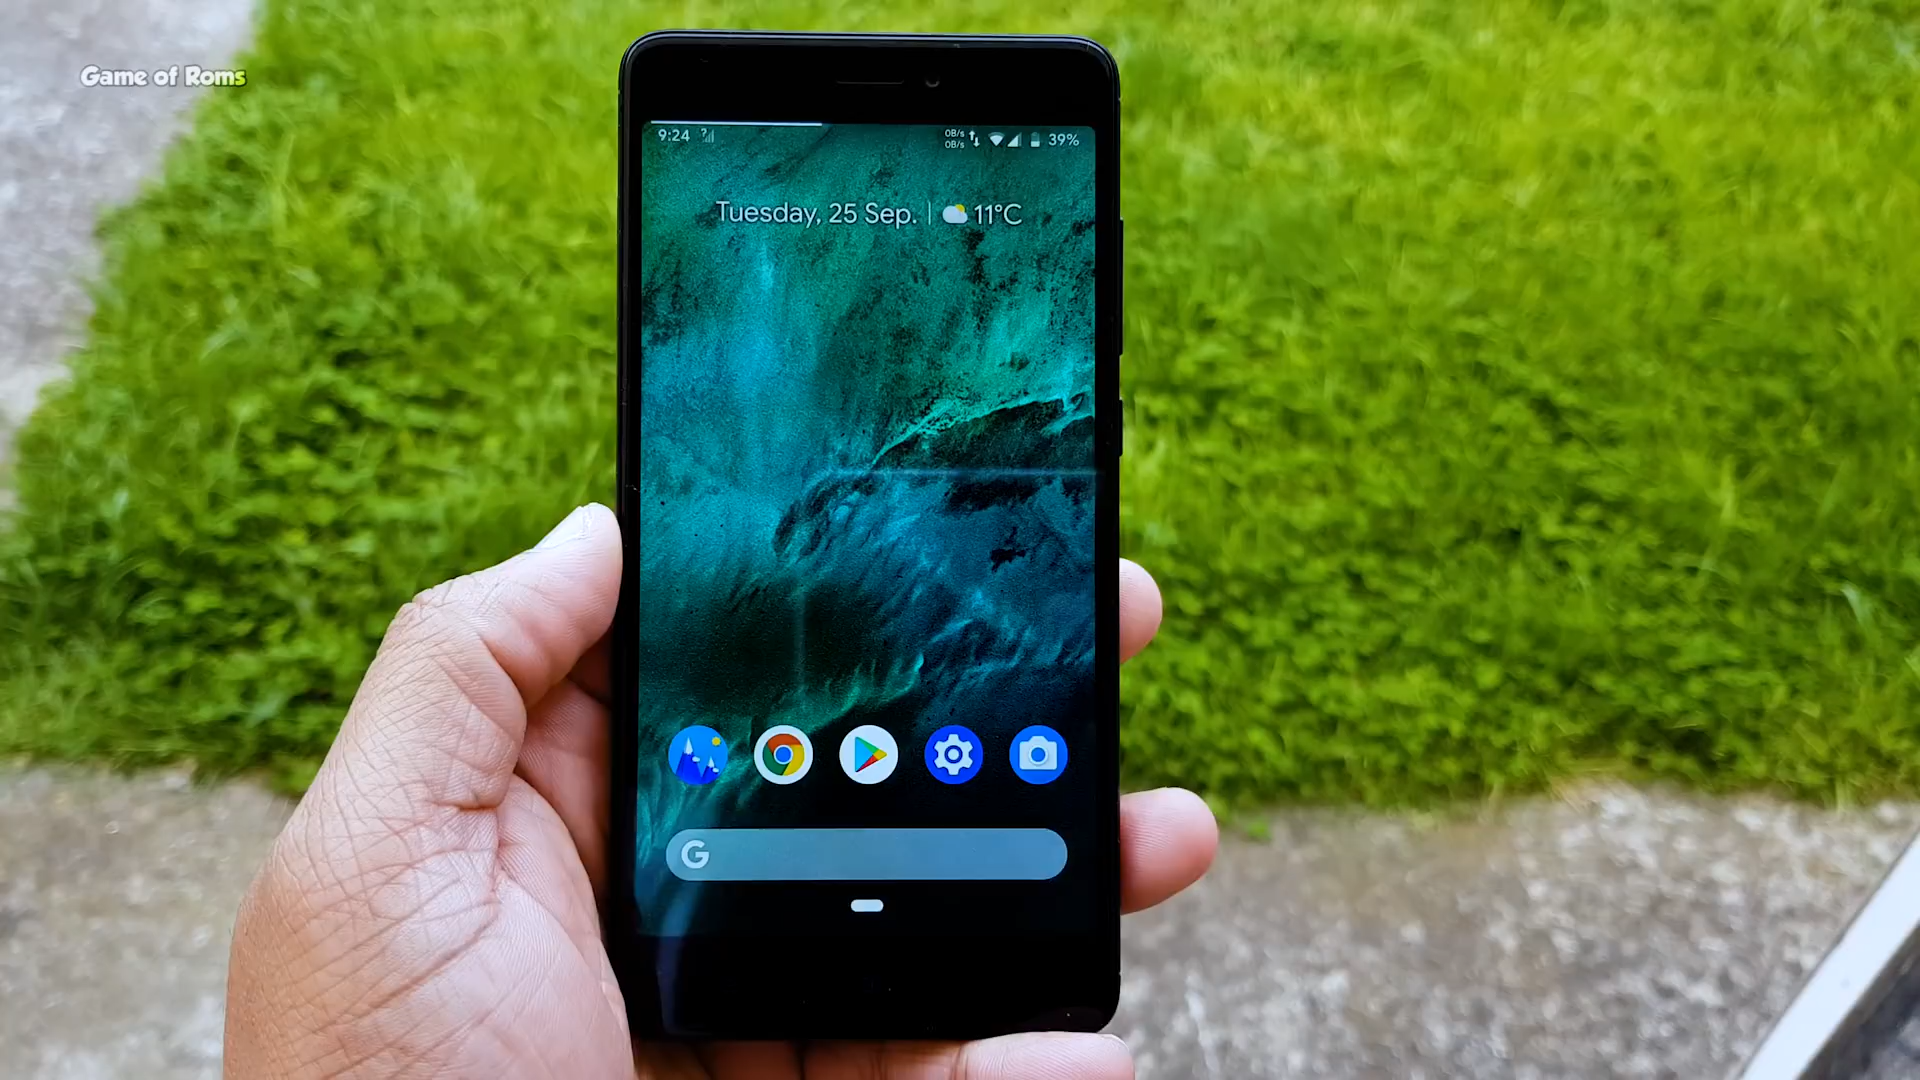 Game of Roms
9:24 ? 0B/s 39%
0B/s
Tuesday, 25 Sep. | 11°C
G